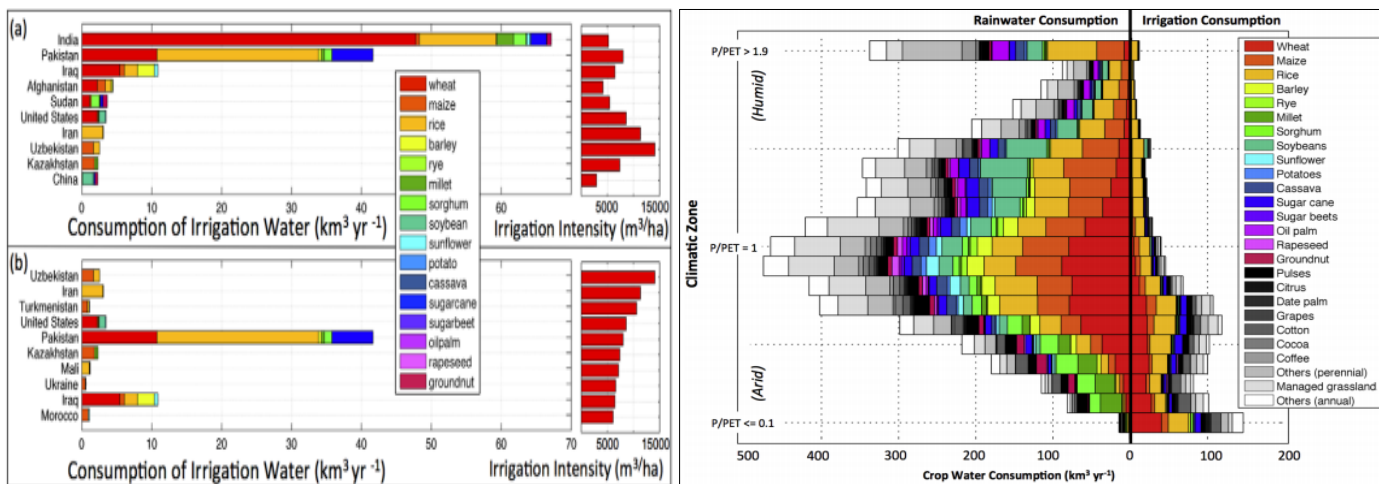 (a)
India
Pakistan
Iraq
Afghanistan
Sudan
United States
Iran
Uzbekistan
Kazakhstan
China
0 10 20 30 40 60
5000 15000
Consumption of Irrigation Water (km³ yr⁻¹)
Irrigation Intensity (m³/ha)
wheat
maize
rice
barley
rye
millet
sorghum
soybean
sunflower
potato
cassava
sugarcane
sugarbeet
oilpalm
rapeseed
groundnut
(b)
Uzbekistan
Iran
Turkmenistan
United States
Pakistan
Kazakhstan
Mali
Ukraine
Iraq
Morocco
0 10 20 30 40 50 60 70
5000 15000
Consumption of Irrigation Water (km³ yr⁻¹)
Irrigation Intensity (m³/ha)
Rainwater Consumption
Irrigation Consumption
P/PET > 1.9
(Humid)
Climatic Zone
P/PET = 1
(Arid)
P/PET <= 0.1
500 400 300 200 100 0 100 200
Crop Water Consumption (km³ yr⁻¹)
Wheat
Maize
Rice
Barley
Rye
Millet
Sorghum
Soybeans
Sunflower
Potatoes
Cassava
Sugar cane
Sugar beets
Oil palm
Rapeseed
Groundnut
Pulses
Citrus
Date palm
Grapes
Cotton
Cocoa
Coffee
Others (perennial)
Managed grassland
Others (annual)